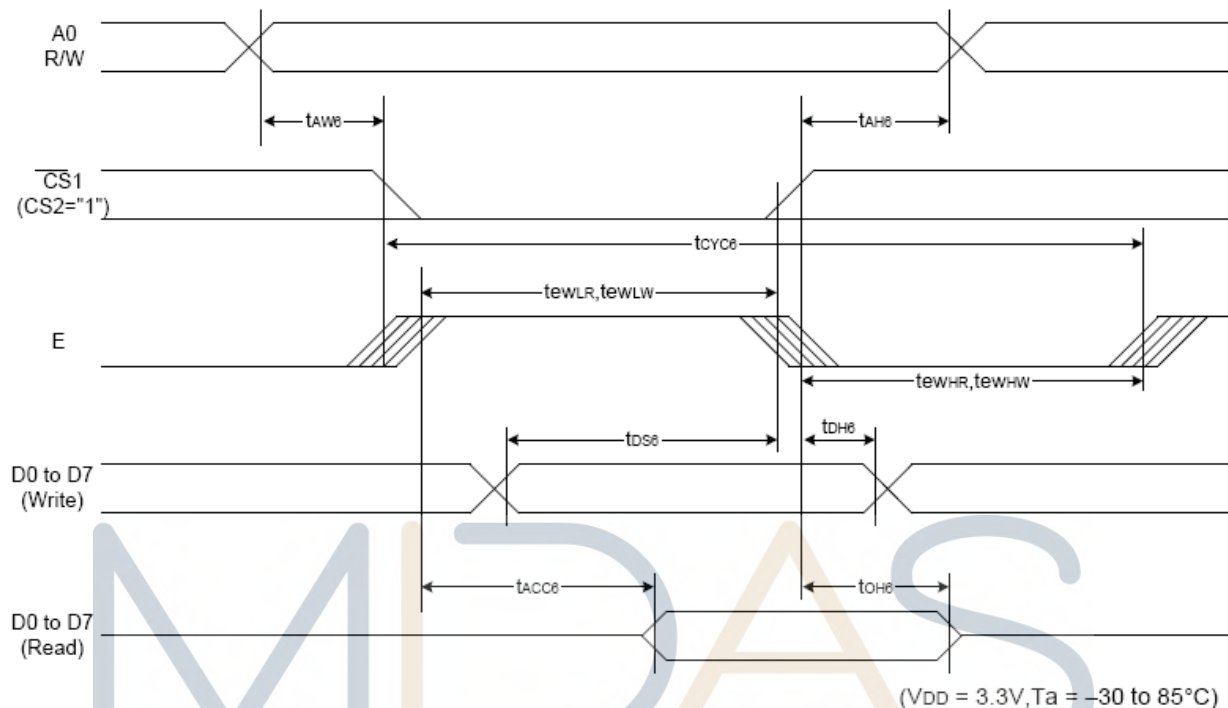 A0
R/W
tAW6
tAH6
CS1
(CS2="1")
tCYC6
tewLR,tewLW
E
tewHR,tewHW
tDS6
tDH6
D0 to D7
(Write)
tACC6
tOH6
D0 to D7
(Read)
MIDAS
(VDD = 3.3V,Ta = –30 to 85°C)